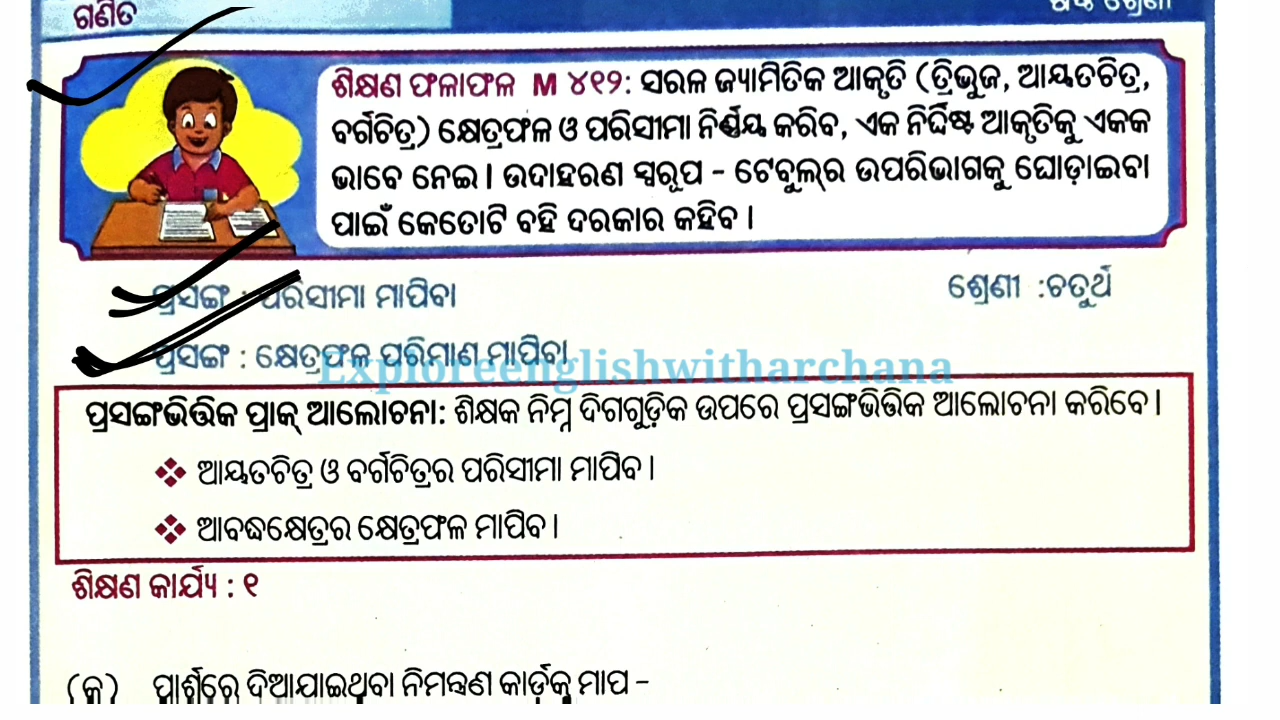 ଗଣିତ
ଷଷ୍ଠ ଶ୍ରେଣୀ
ଶିକ୍ଷଣ ଫଳାଫଳ M ୪୧୨: ସରଳ ଜ୍ୟାମିତିକ ଆକୃତି (ତ୍ରିଭୁଜ, ଆୟତଚିତ୍ର,
ବର୍ଗଚିତ୍ର) କ୍ଷେତ୍ରଫଳ ଓ ପରିସୀମା ନିର୍ଣ୍ଣୟ କରିବ, ଏକ ନିର୍ଦ୍ଦିଷ୍ଟ ଆକୃତିକୁ ଏକକ
ଭାବେ ନେଇ। ଉଦାହରଣ ସ୍ୱରୂପ - ଟେବୁଲ୍‌ର ଉପରିଭାଗକୁ ଘୋଡ଼ାଇବା
ପାଇଁ କେତୋଟି ବହି ଦରକାର କହିବ।
ପ୍ରସଙ୍ଗ : ପରିସୀମା ମାପିବା
ଶ୍ରେଣୀ :ଚତୁର୍ଥ
ପ୍ରସଙ୍ଗ : କ୍ଷେତ୍ରଫଳ ପରିମାଣ ମାପିବା
Exploreenglishwitharchana
ପ୍ରସଙ୍ଗଭିତ୍ତିକ ପ୍ରାକ୍ ଆଲୋଚନା: ଶିକ୍ଷକ ନିମ୍ନ ଦିଗଗୁଡ଼ିକ ଉପରେ ପ୍ରସଙ୍ଗଭିତ୍ତିକ ଆଲୋଚନା କରିବେ।
❖ ଆୟତଚିତ୍ର ଓ ବର୍ଗଚିତ୍ରର ପରିସୀମା ମାପିବ।
❖ ଆବଦ୍ଧକ୍ଷେତ୍ରର କ୍ଷେତ୍ରଫଳ ମାପିବ।
ଶିକ୍ଷଣ କାର୍ଯ୍ୟ : ୧
(କ) ପାର୍ଶ୍ୱରେ ଦିଆଯାଇଥିବା ନିମନ୍ତ୍ରଣ କାର୍ଡ଼କୁ ମାପ -